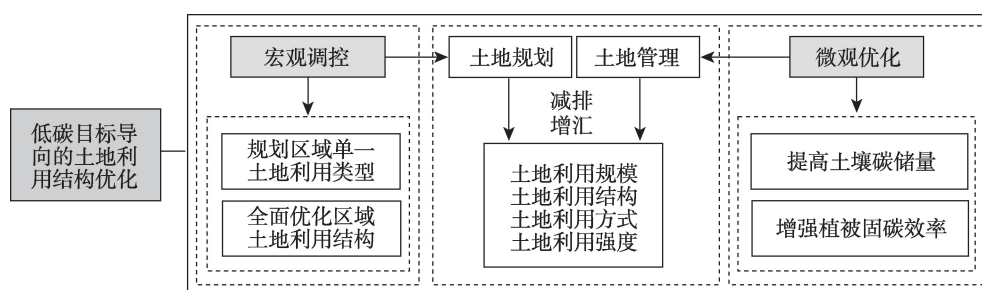 低碳目标导
向的土地利
用结构优化
宏观调控
规划区域单一
土地利用类型
全面优化区域
土地利用结构
土地规划
土地管理
减排
增汇
土地利用规模
土地利用结构
土地利用方式
土地利用强度
微观优化
提高土壤碳储量
增强植被固碳效率